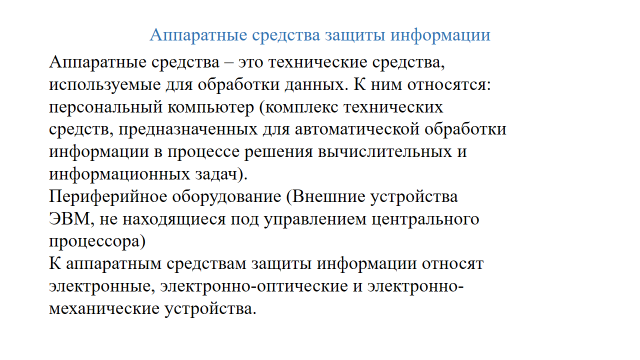 Аппаратные средства защиты информации
Аппаратные средства – это технические средства,
используемые для обработки данных. К ним относятся:
персональный компьютер (комплекс технических
средств, предназначенных для автоматической обработки
информации в процессе решения вычислительных и
информационных задач).
Периферийное оборудование (Внешние устройства
ЭВМ, не находящиеся под управлением центрального
процессора)
К аппаратным средствам защиты информации относят
электронные, электронно-оптические и электронно-
механические устройства.